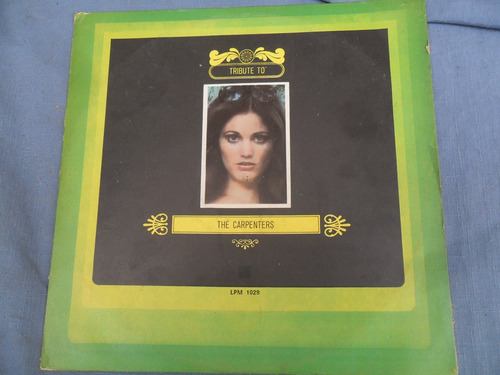 TRIBUTE TO
THE CARPENTERS
LPM 1029